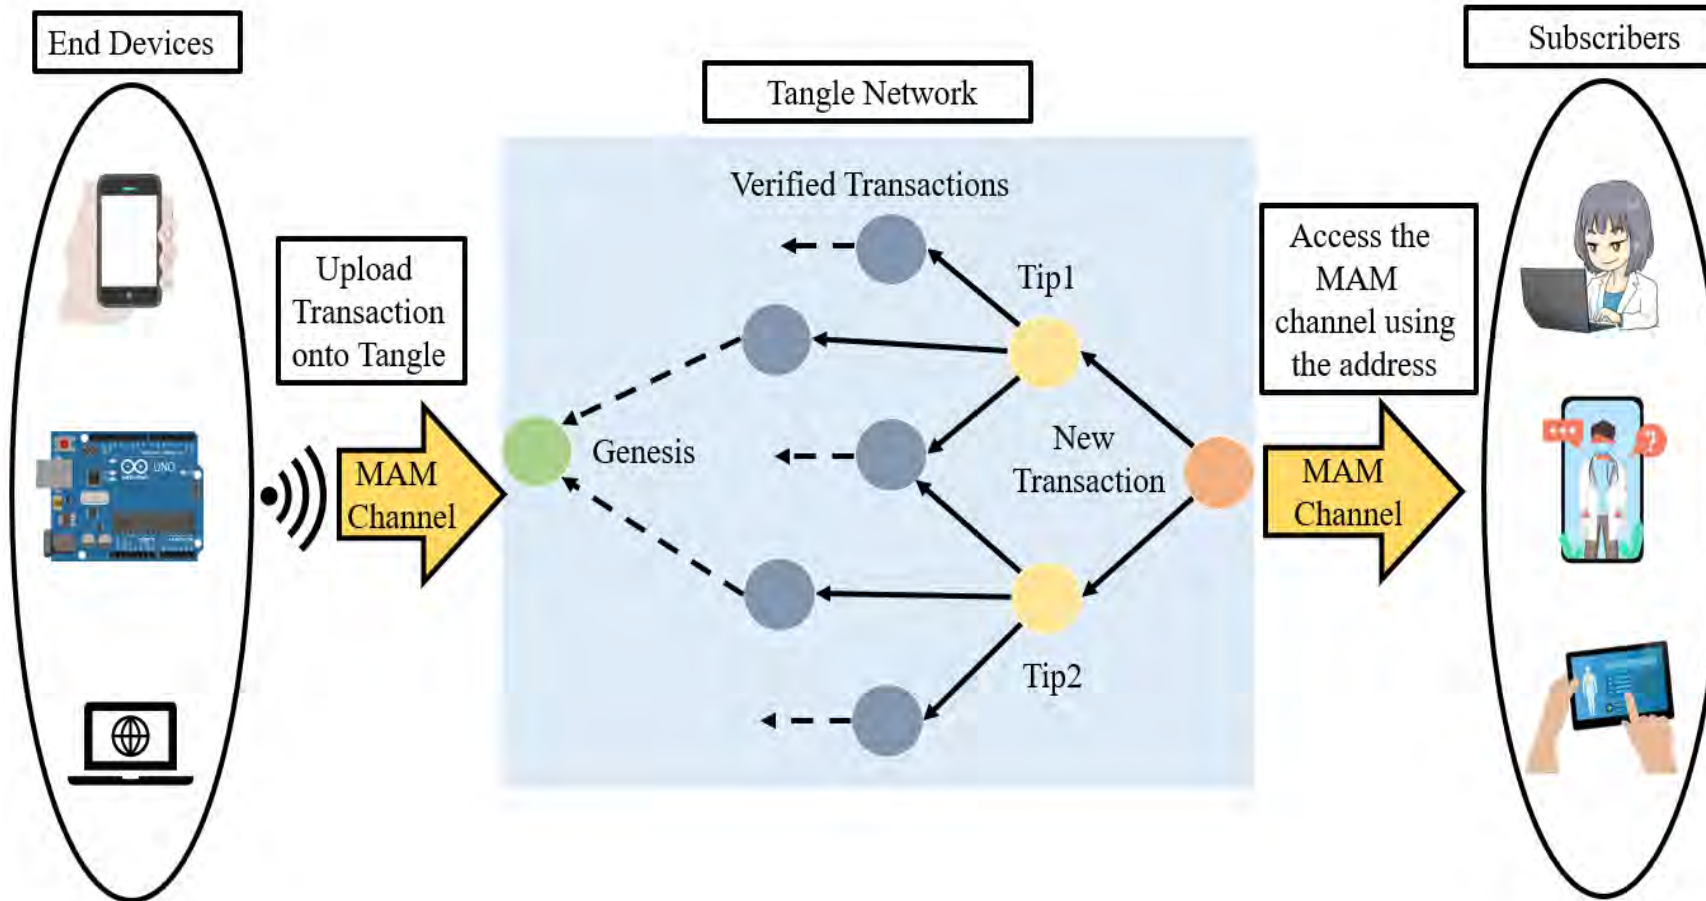 End Devices
Subscribers
Tangle Network
Verified Transactions
Upload
Transaction
onto Tangle
Access the
MAM
channel using
the address
Tip1
Genesis
New
Transaction
MAM
Channel
MAM
Channel
Tip2
UNO
...
?